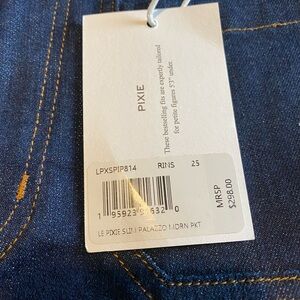 PIXIE
These bestselling fits are expertly tailored
for petite figures 5'3" under.
LPXSPIP814 RINS 25
MRSP
$298.00
LE PIXIE SLIM PALAZZO MDRN PKT